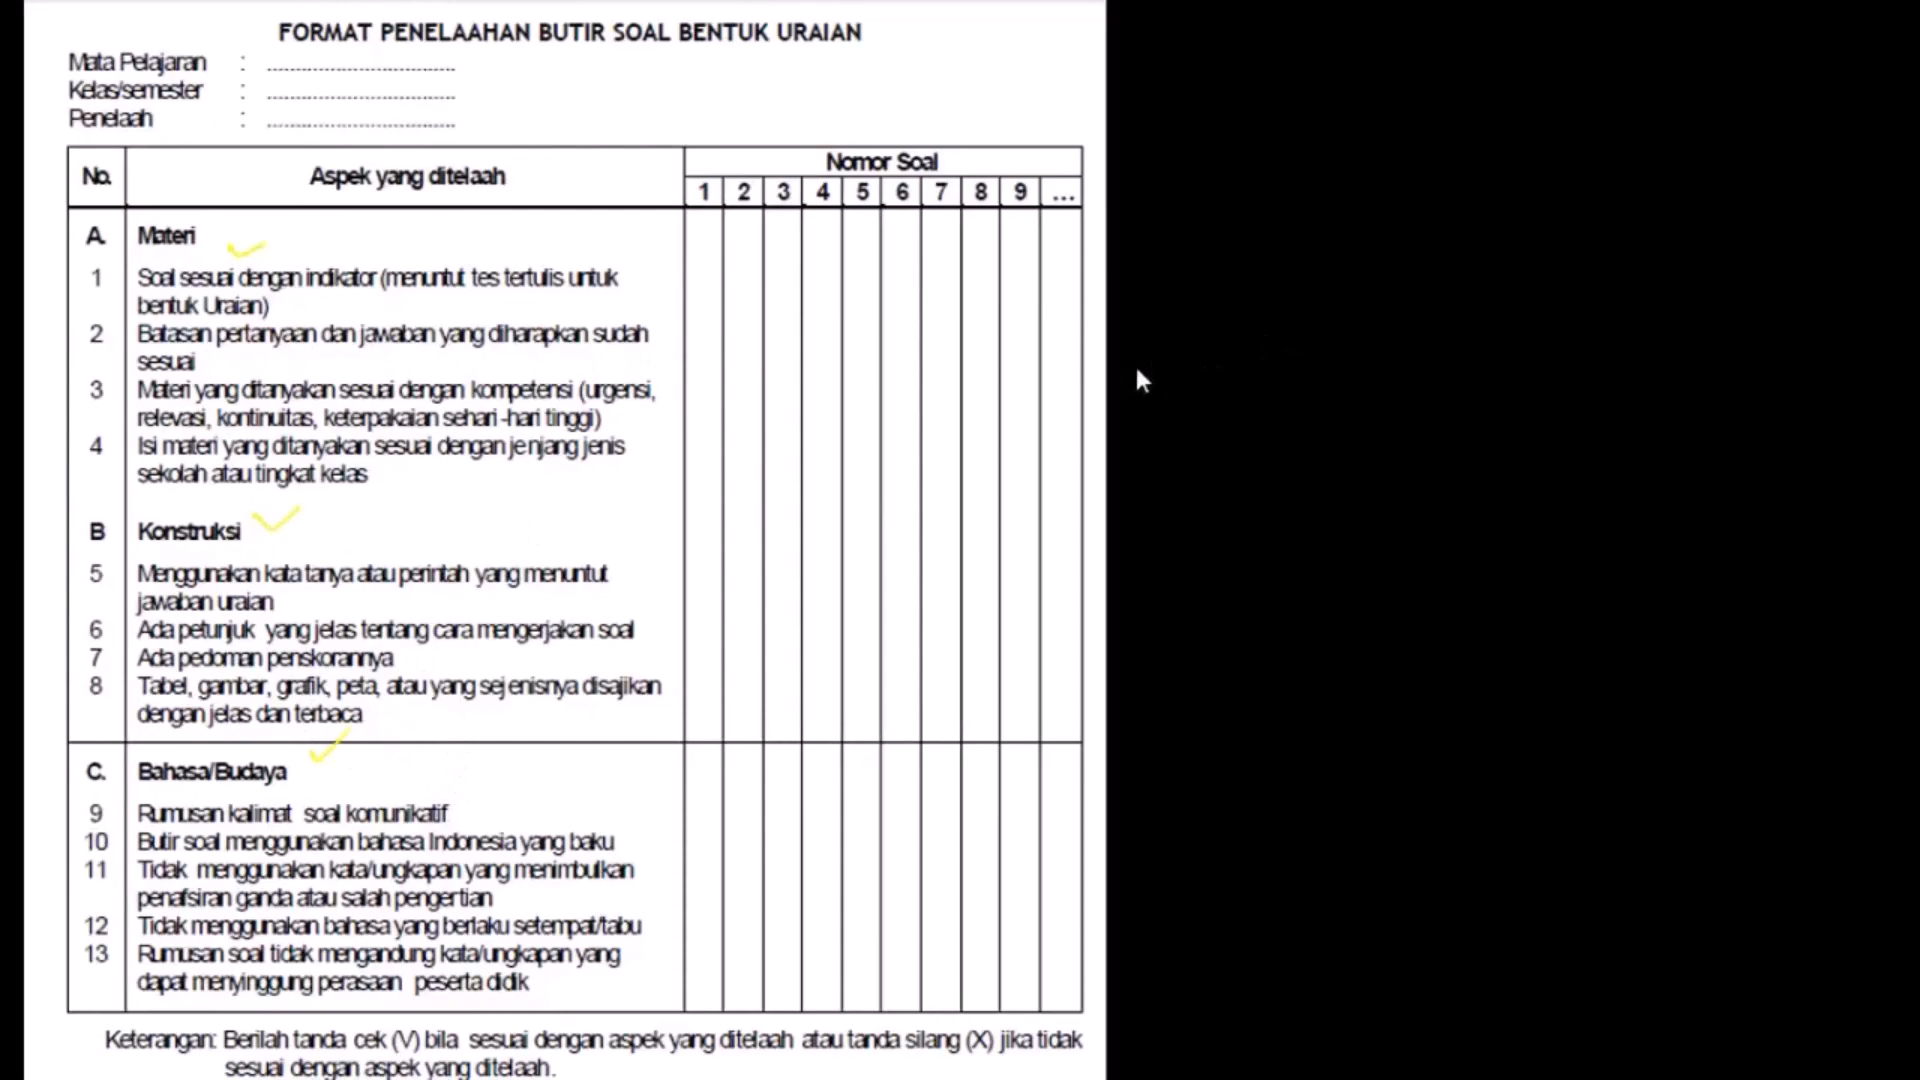 FORMAT PENELAAHAN BUTIR SOAL BENTUK URAIAN
Mata Pelajaran : ................................
Kelas/semester : ................................
Penelaah : ................................
No. Aspek yang ditelaah Nomor Soal
1 2 3 4 5 6 7 8 9 ...
A. Materi
1 Soal sesuai dengan indikator (menuntut tes tertulis untuk
bentuk Uraian)
2 Batasan pertanyaan dan jawaban yang diharapkan sudah
sesuai
3 Materi yang ditanyakan sesuai dengan kompetensi (urgensi,
relevasi, kontinuitas, keterpakaian sehari-hari tinggi)
4 Isi materi yang ditanyakan sesuai dengan jenjang jenis
sekolah atau tingkat kelas
B Konstruksi
5 Menggunakan kata tanya atau perintah yang menuntut
jawaban uraian
6 Ada petunjuk yang jelas tentang cara mengerjakan soal
7 Ada pedoman penskorannya
8 Tabel, gambar, grafik, peta, atau yang sejenisnya disajikan
dengan jelas dan terbaca
C. Bahasa/Budaya
9 Rumusan kalimat soal komunikatif
10 Butir soal menggunakan bahasa Indonesia yang baku
11 Tidak menggunakan kata/ungkapan yang menimbulkan
penafsiran ganda atau salah pengertian
12 Tidak menggunakan bahasa yang berlaku setempat/tabu
13 Rumusan soal tidak mengandung kata/ungkapan yang
dapat menyinggung perasaan peserta didik
Keterangan: Berilah tanda cek (V) bila sesuai dengan aspek yang ditelaah atau tanda silang (X) jika tidak
sesuai dengan aspek yang ditelaah.